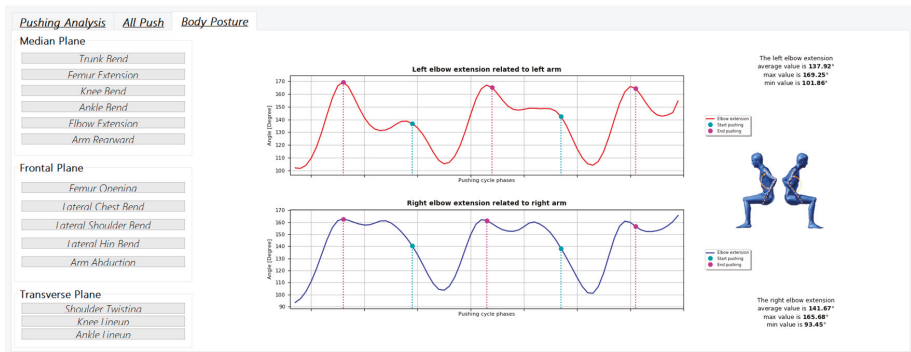 Pushing Analysis All Push Body Posture
Median Plane
Trunk Bend
Femur Extension
Knee Bend
Ankle Bend
Elbow Extension
Arm Rearward
Frontal Plane
Femur Opening
Lateral Chest Bend
Lateral Shoulder Bend
Lateral Hip Bend
Arm Abduction
Transverse Plane
Shoulder Twisting
Knee Lineup
Ankle Lineup
Left elbow extension related to left arm
Angle [Degree]
170
160
150
140
130
120
110
100
Pushing cycle phases
Right elbow extension related to right arm
Angle [Degree]
170
160
150
140
130
120
110
100
90
Pushing cycle phases
The left elbow extension
average value is 137.92°
max value is 169.25°
min value is 101.86°
Elbow extension
Start pushing
End pushing
Elbow extension
Start pushing
End pushing
The right elbow extension
average value is 141.67°
max value is 165.68°
min value is 93.45°